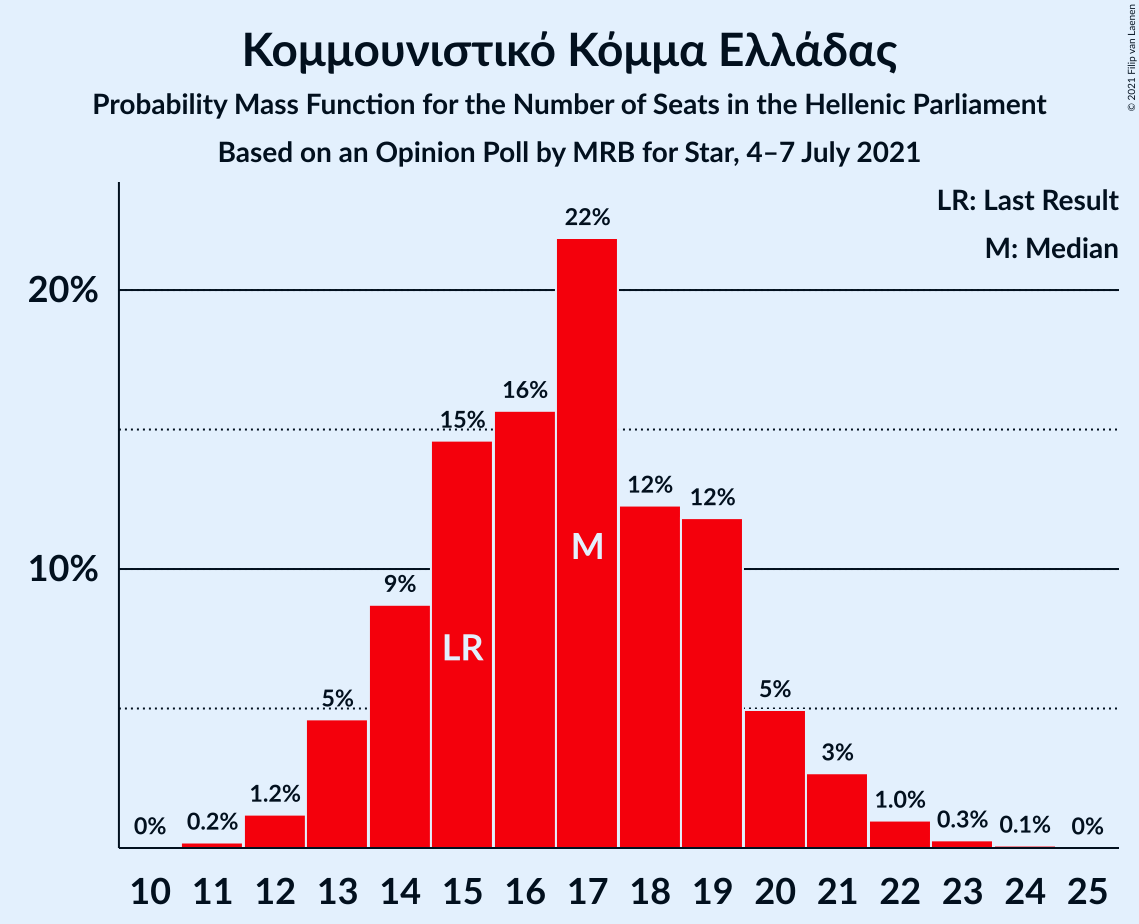 Κομμουνιστικό Κόμμα Ελλάδας
Probability Mass Function for the Number of Seats in the Hellenic Parliament
Based on an Opinion Poll by MRB for Star, 4–7 July 2021
© 2021 Filip van Laenen
LR: Last Result
M: Median
20%
10%
0%
0.2%
1.2%
5%
9%
15%
16%
22%
12%
12%
5%
3%
1.0%
0.3%
0.1%
0%
LR
M
10 11 12 13 14 15 16 17 18 19 20 21 22 23 24 25